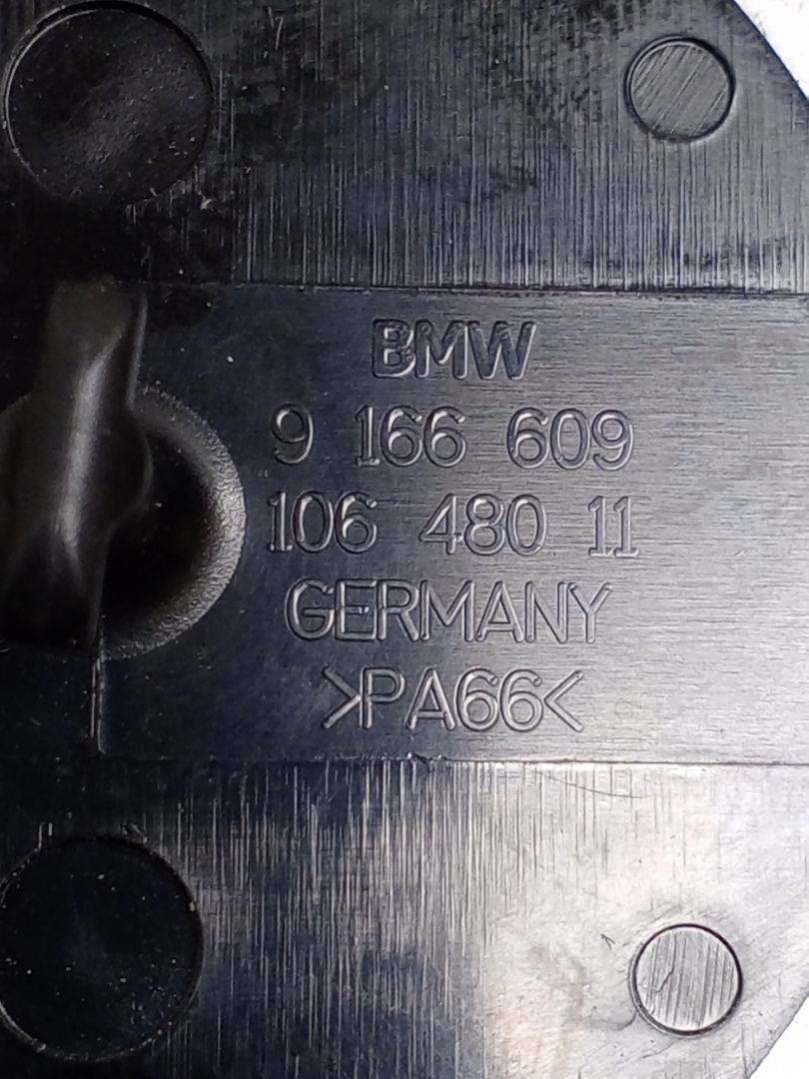 BMW
9 166 609
106 480 11
GERMANY
>PA66<